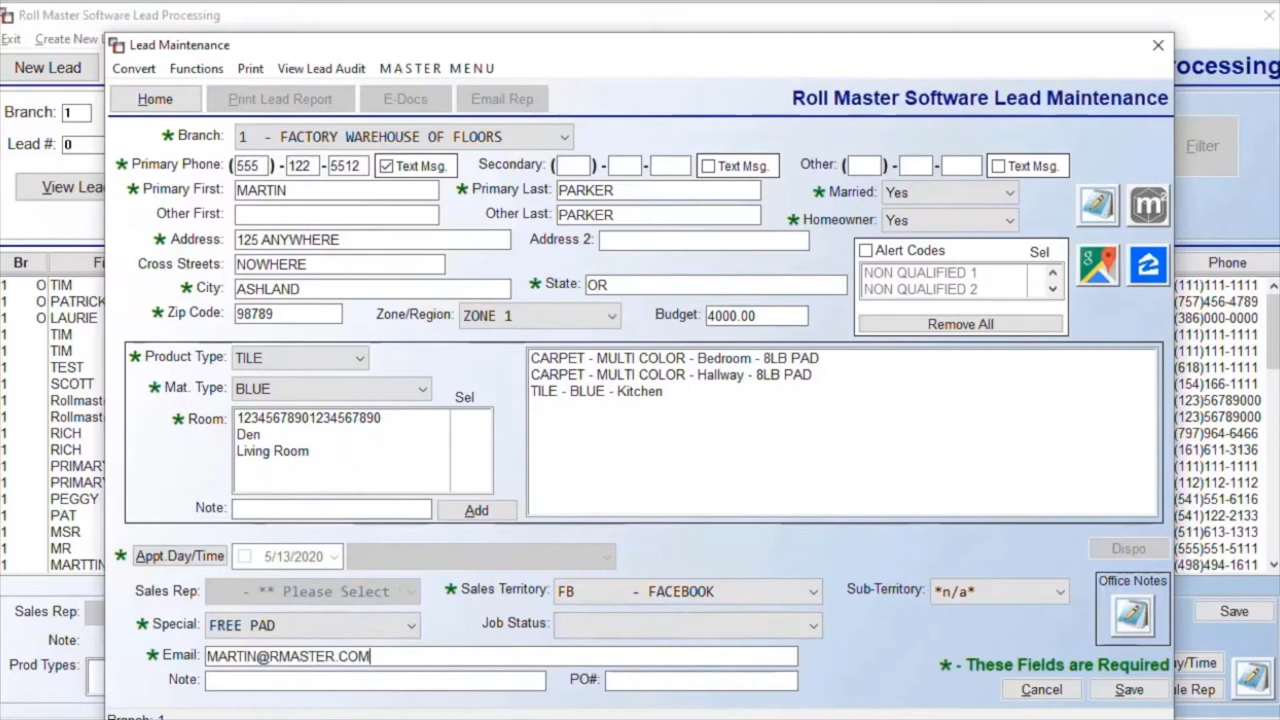 Roll Master Software Lead Processing
Exit Create New L
Lead Maintenance
Convert Functions Print View Lead Audit MASTER MENU
New Lead
ocessing
Home Print Lead Report E-Docs Email Rep
Roll Master Software Lead Maintenance
Branch: 1
Lead #: 0
View Lea
Filter
* Branch: 1 - FACTORY WAREHOUSE OF FLOORS
* Primary Phone: (555) - 122 - 5512 Text Msg. Secondary: ( ) - - Text Msg. Other: ( ) - - Text Msg.
* Primary First: MARTIN * Primary Last: PARKER * Married: Yes
Other First: Other Last: PARKER * Homeowner: Yes
* Address: 125 ANYWHERE Address 2:
Cross Streets: NOWHERE
* City: ASHLAND * State: OR
* Zip Code: 98789 Zone/Region: ZONE 1 Budget: 4000.00
Alert Codes Sel
NON QUALIFIED 1
NON QUALIFIED 2
Remove All
m
g
Z
* Product Type: TILE
* Mat. Type: BLUE
Sel
* Room: 12345678901234567890
Den
Living Room
Note: Add
CARPET - MULTI COLOR - Bedroom - 8LB PAD
CARPET - MULTI COLOR - Hallway - 8LB PAD
TILE - BLUE - Kitchen
* Appt.Day/Time 5/13/2020
Dispo
Sales Rep: - ** Please Select * Sales Territory: FB - FACEBOOK Sub-Territory: *n/a*
Office Notes
* Special: FREE PAD Job Status:
* Email: MARTIN@RMASTER.COM
* - These Fields are Required
Note: PO#:
Cancel Save
Branch: 1
Br Fi
1 O TIM
1 O PATRICK
1 O LAURIE
1 TIM
1 TIM
1 TEST
1 SCOTT
1 Rollmaste
1 Rollmast
1 RICH
1 RICH
1 PRIMARY
1 PRIMARY
1 PEGGY
1 PAT
1 MSR
1 MR
1 MARTTIN
Sales Rep:
Note:
Prod Types:
Phone
(111)111-1111
(757)456-4789
(386)000-0000
(111)111-1111
(111)111-1111
(618)111-1111
(154)166-1111
(123)56789000
(123)56789000
(797)964-6466
(161)611-3136
(111)111-1111
(112)112-1112
(541)551-6116
(541)122-2133
(511)613-1313
(555)551-5111
(498)494-1611
Save
y/Time
le Rep